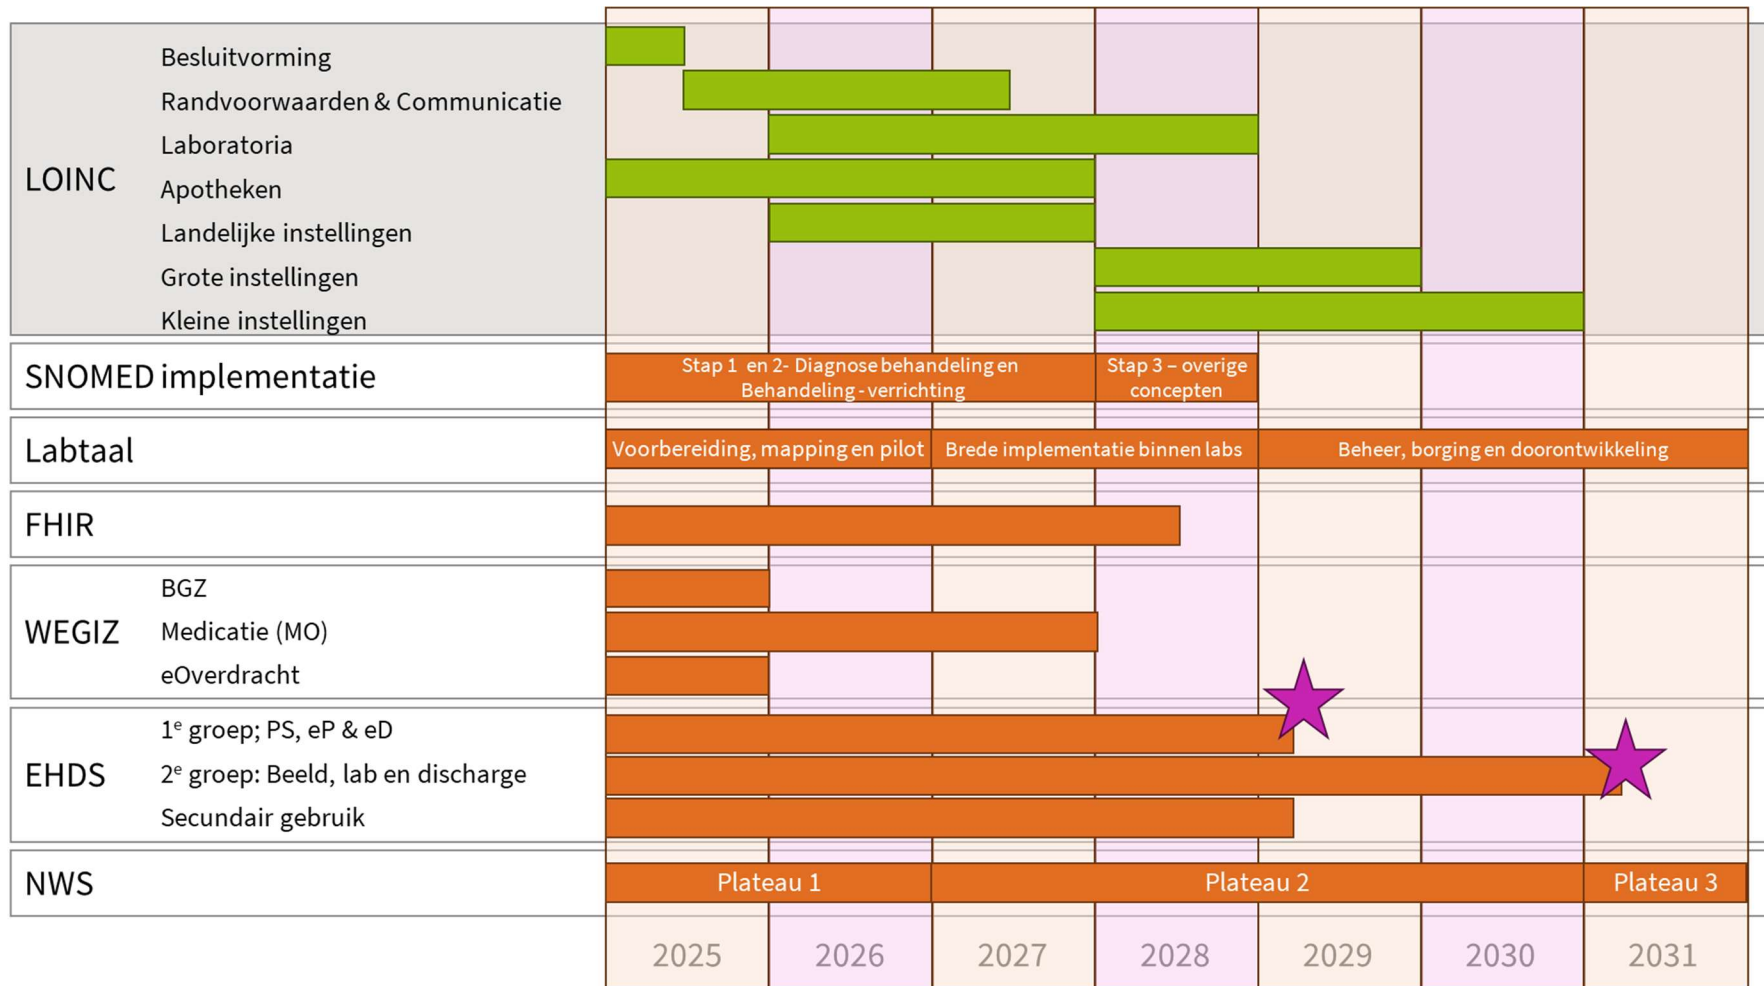 LOINC
Besluitvorming
Randvoorwaarden & Communicatie
Laboratoria
Apotheken
Landelijke instellingen
Grote instellingen
Kleine instellingen
SNOMED implementatie
Stap 1 en 2- Diagnose behandeling en
Behandeling - verrichting
Stap 3 – overige
concepten
Labtaal
Voorbereiding, mapping en pilot
Brede implementatie binnen labs
Beheer, borging en doorontwikkeling
FHIR
WEGIZ
BGZ
Medicatie (MO)
eOverdracht
EHDS
1e groep; PS, eP & eD
2e groep: Beeld, lab en discharge
Secundair gebruik
NWS
Plateau 1
Plateau 2
Plateau 3
2025
2026
2027
2028
2029
2030
2031